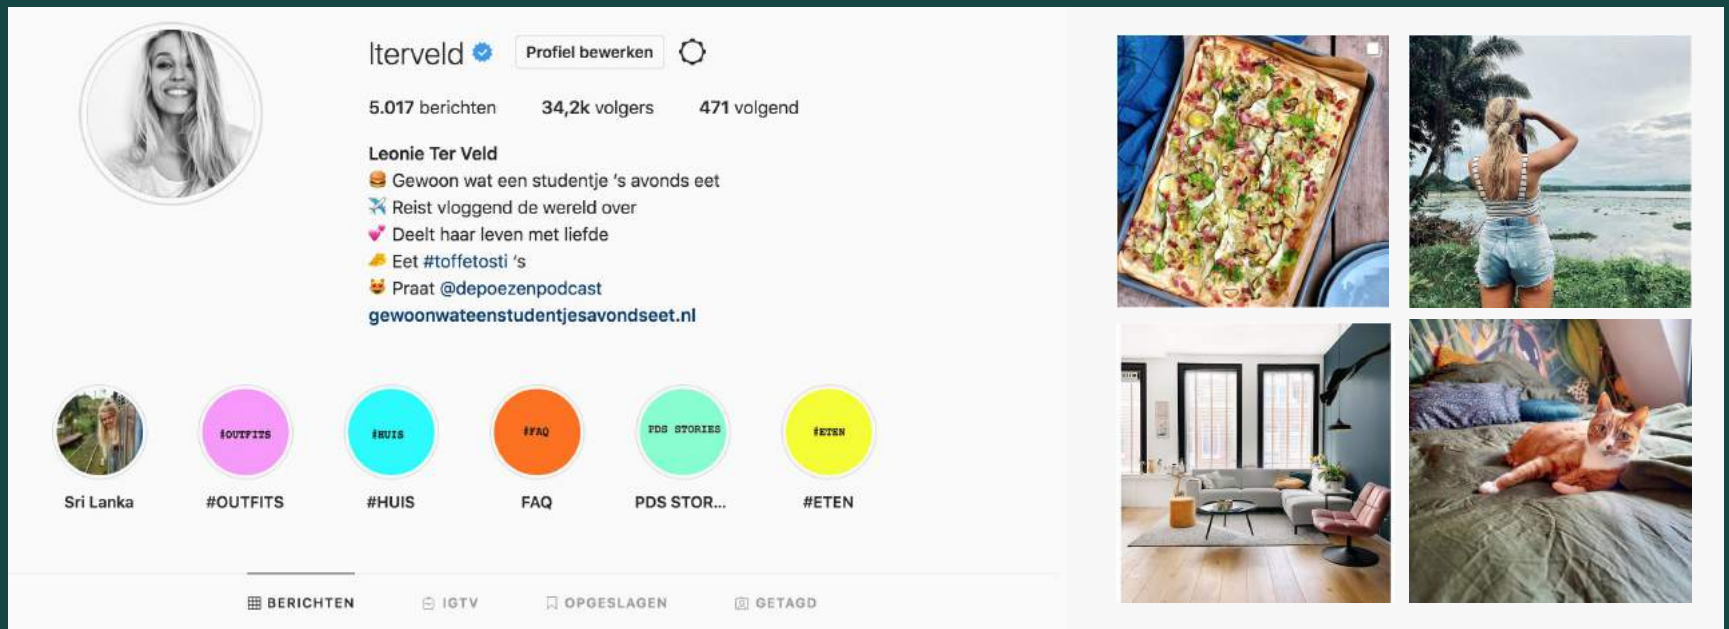 lterveld
Profiel bewerken
5.017 berichten 34,2k volgers 471 volgend
Leonie Ter Veld
🍔 Gewoon wat een studentje 's avonds eet
✈️ Reist vloggend de wereld over
💕 Deelt haar leven met liefde
🧀 Eet #toffetosti 's
😻 Praat @depoezenpodcast
gewoonwateenstudentjesavondseet.nl
#OUTFITS
#HUIS
#FAQ
PDS STORIES
#ETEN
Sri Lanka
#OUTFITS
#HUIS
FAQ
PDS STOR...
#ETEN
BERICHTEN
IGTV
OPGESLAGEN
GETAGD